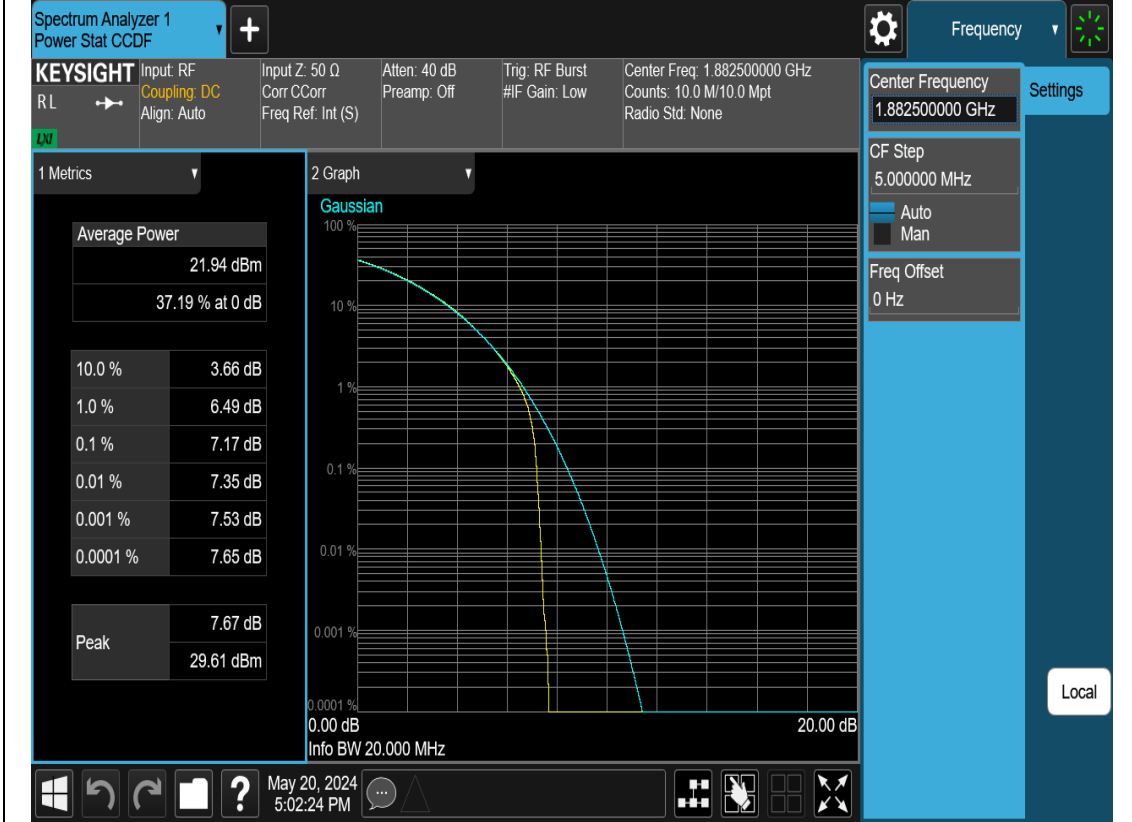 Spectrum Analyzer 1
Power Stat CCDF
+
Frequency
KEYSIGHT
RL
LXI
Input: RF
Coupling: DC
Align: Auto
Input Z: 50 Ω
Corr CCorr
Freq Ref: Int (S)
Atten: 40 dB
Preamp: Off
Trig: RF Burst
#IF Gain: Low
Center Freq: 1.882500000 GHz
Counts: 10.0 M/10.0 Mpt
Radio Std: None
Center Frequency
1.882500000 GHz
Settings
CF Step
5.000000 MHz
Auto
Man
Freq Offset
0 Hz
Local
1 Metrics
Average Power
21.94 dBm
37.19 % at 0 dB
10.0 % 3.66 dB
1.0 % 6.49 dB
0.1 % 7.17 dB
0.01 % 7.35 dB
0.001 % 7.53 dB
0.0001 % 7.65 dB
Peak
7.67 dB
29.61 dBm
2 Graph
Gaussian
100 %
10 %
1 %
0.1 %
0.01 %
0.001 %
0.0001 %
0.00 dB 20.00 dB
Info BW 20.000 MHz
?
May 20, 2024
5:02:24 PM